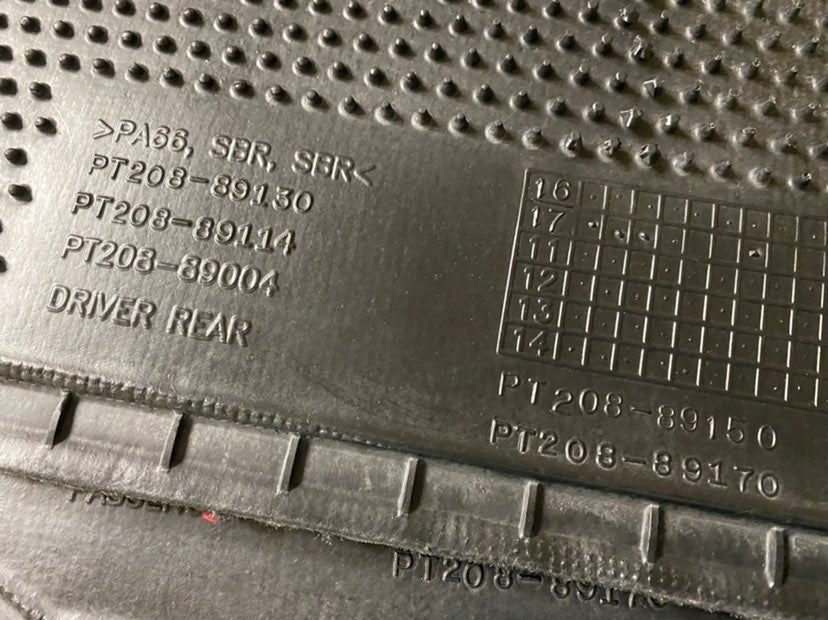 >PA66, SBR, SBR<
PT208-89130
PT208-89114
PT208-89004
DRIVER REAR
16
17
11
12
13
14
PT208-89150
PT208-89170